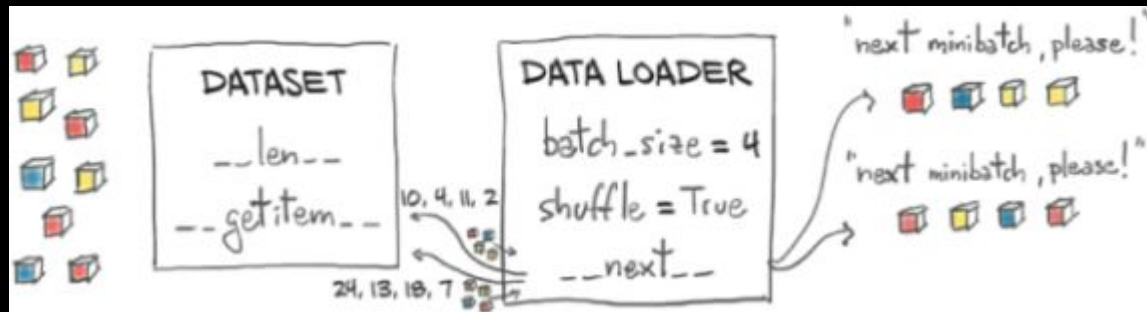 DATASET
__len__
__getitem__
10, 4, 11, 2
24, 13, 18, 7
DATA LOADER
batch_size = 4
shuffle = True
__next__
"next minibatch, please!"
"next minibatch, please!"